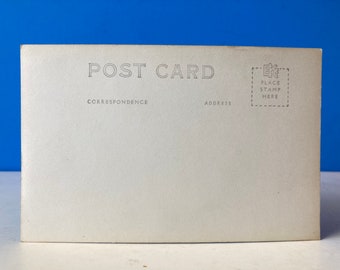 POST CARD
CORRESPONDENCE ADDRESS
PLACE
STAMP
HERE